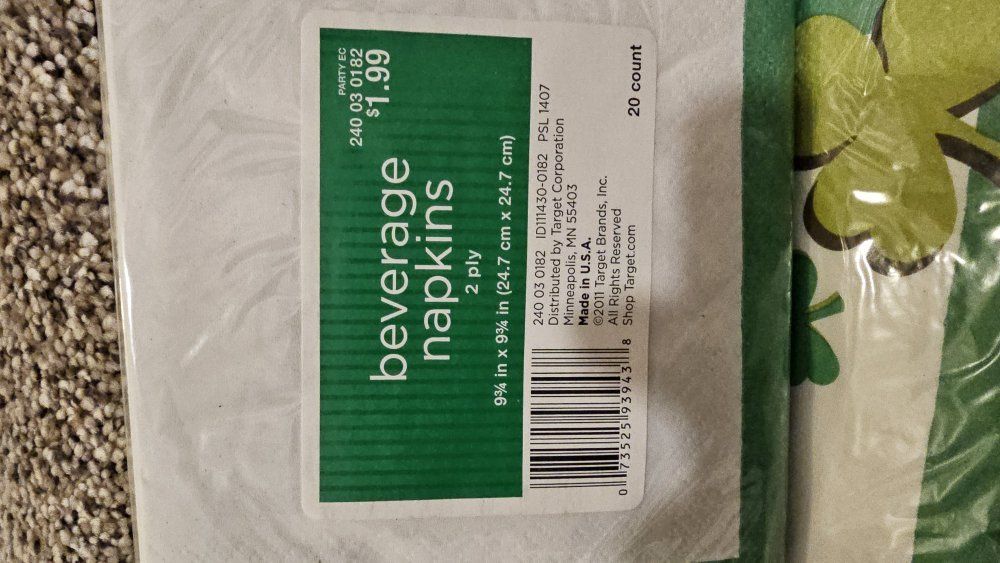 PARTY EC
240 03 0182
$1.99
beverage
napkins
2 ply
9¾ in x 9¾ in (24.7 cm x 24.7 cm)
240 03 0182 ID111430-0182 PSL 1407
Distributed by Target Corporation
Minneapolis, MN 55403
Made in U.S.A.
©2011 Target Brands, Inc.
All Rights Reserved
Shop Target.com
20 count
0 73525 93943 8